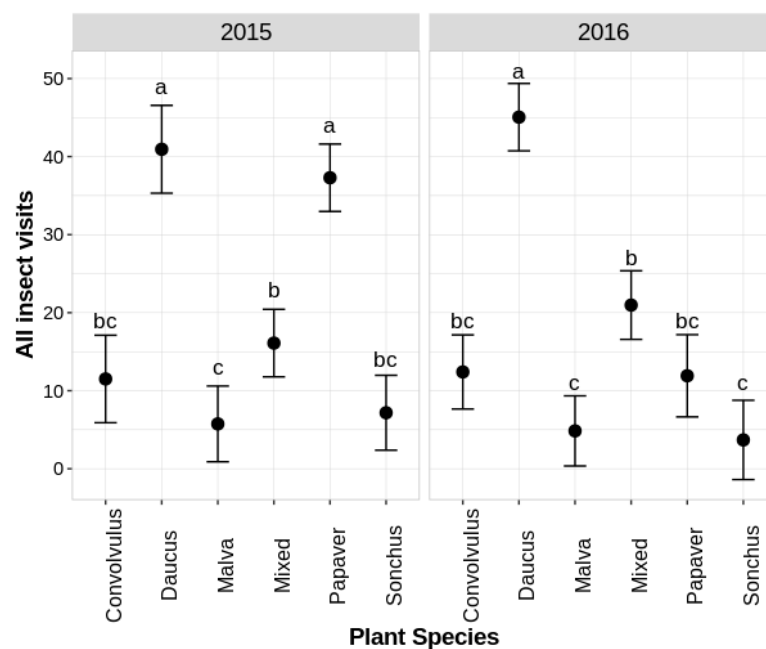 2015 2016
All insect visits
50
40
30
20
10
0
bc a c b a bc
bc a c b bc c
Convolvulus Daucus Malva Mixed Papaver Sonchus
Convolvulus Daucus Malva Mixed Papaver Sonchus
Plant Species